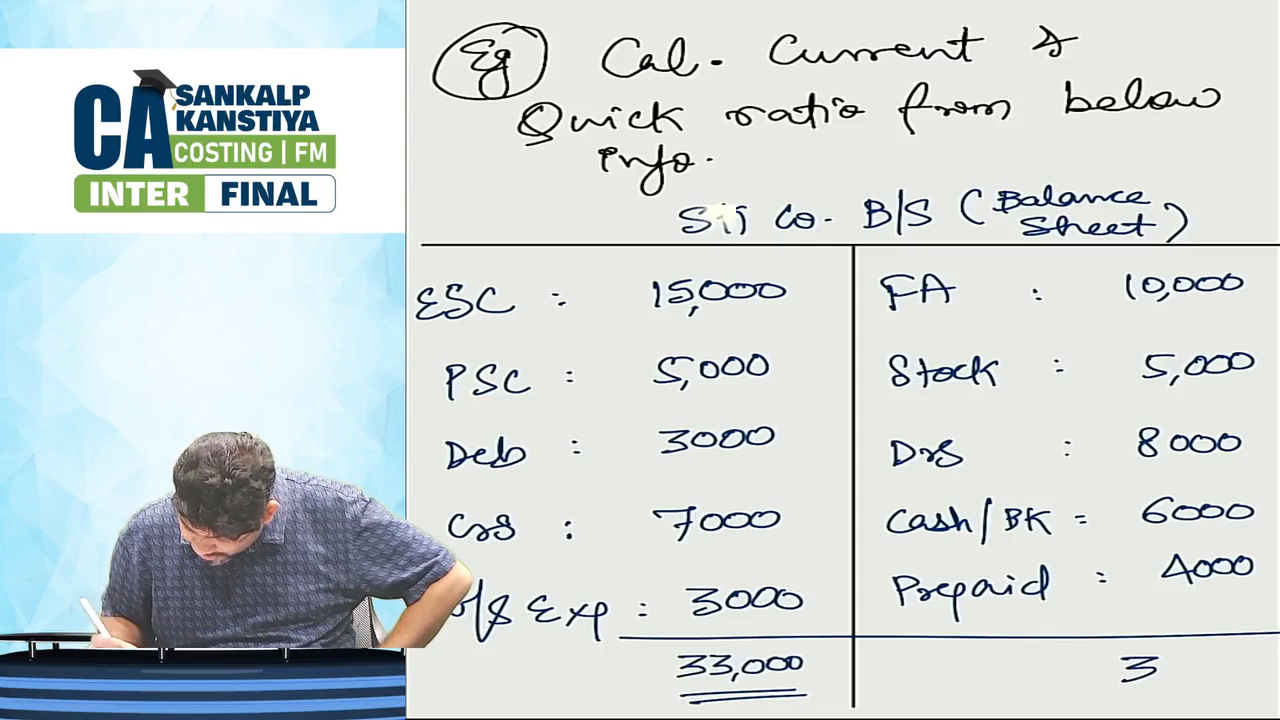 CA SANKALP KANSTIYA
COSTING | FM
INTER FINAL
Eg Cal. Current &
Quick ratio from below
info.
Co. B/S (Balance Sheet)
ESC : 15,000 FA : 10,000
PSC : 5,000 Stock : 5,000
Deb : 3000 Drs : 8000
Crs : 7000 Cash/BK = 6000
Prepaid : 4000
/s Exp : 3000
33,000 3